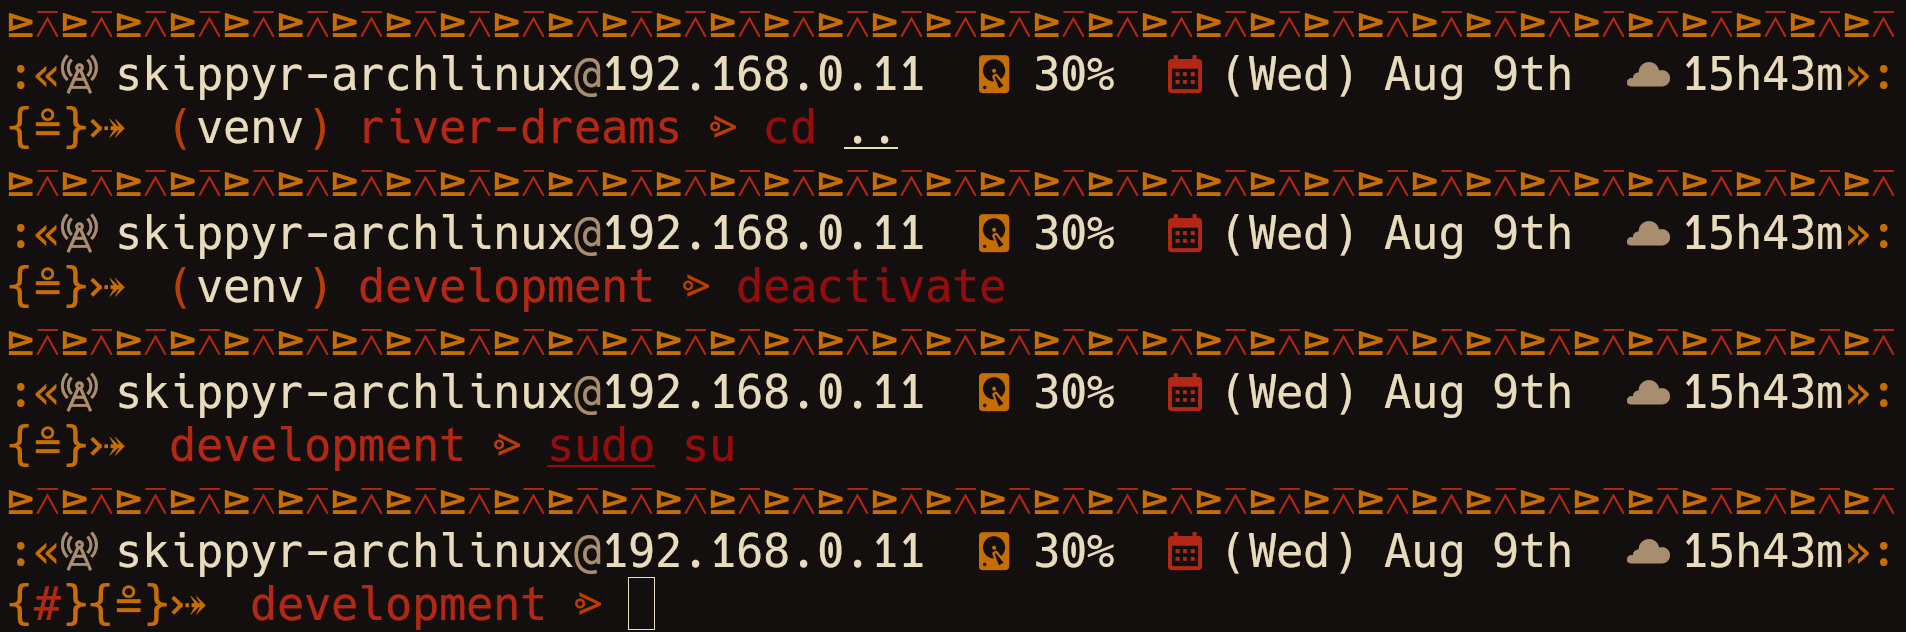 :«skippyr-archlinux@192.168.0.11 30% (Wed) Aug 9th 15h43m»:
{≗}⤐ (venv) river-dreams ⪧ cd ..
:«skippyr-archlinux@192.168.0.11 30% (Wed) Aug 9th 15h43m»:
{≗}⤐ (venv) development ⪧ deactivate
:«skippyr-archlinux@192.168.0.11 30% (Wed) Aug 9th 15h43m»:
{≗}⤐ development ⪧ sudo su
:«skippyr-archlinux@192.168.0.11 30% (Wed) Aug 9th 15h43m»:
{#}{≗}⤐ development ⪧